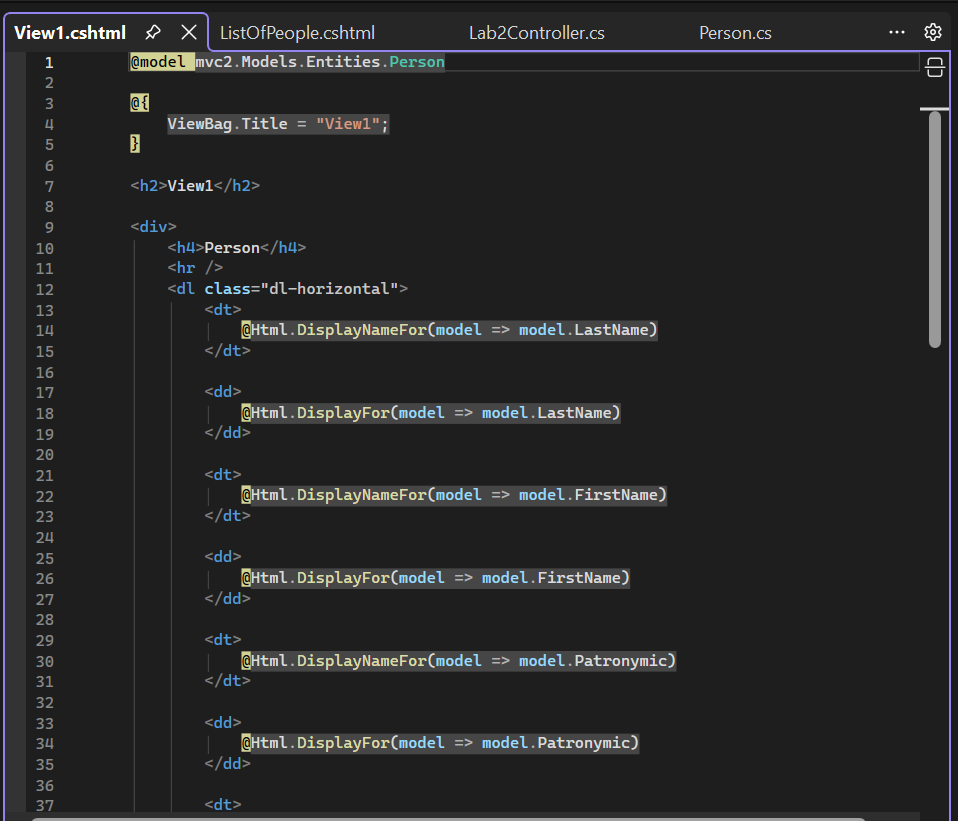 View1.cshtml ListOfPeople.cshtml Lab2Controller.cs Person.cs
1 @model mvc2.Models.Entities.Person
2
3 @{
4 ViewBag.Title = "View1";
5 }
6
7 <h2>View1</h2>
8
9 <div>
10 <h4>Person</h4>
11 <hr />
12 <dl class="dl-horizontal">
13 <dt>
14 @Html.DisplayNameFor(model => model.LastName)
15 </dt>
16
17 <dd>
18 @Html.DisplayFor(model => model.LastName)
19 </dd>
20
21 <dt>
22 @Html.DisplayNameFor(model => model.FirstName)
23 </dt>
24
25 <dd>
26 @Html.DisplayFor(model => model.FirstName)
27 </dd>
28
29 <dt>
30 @Html.DisplayNameFor(model => model.Patronymic)
31 </dt>
32
33 <dd>
34 @Html.DisplayFor(model => model.Patronymic)
35 </dd>
36
37 <dt>